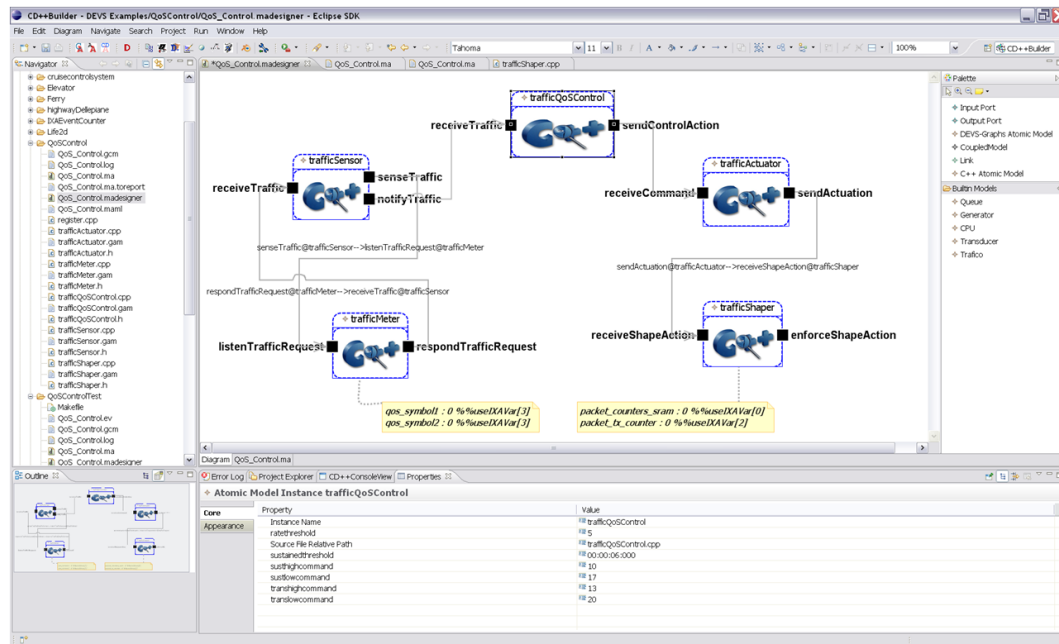 CD++Builder - DEVS Examples/QoSControl/QoS_Control.madesigner - Eclipse SDK
File Edit Diagram Navigate Search Project Run Window Help
Tahoma 11 B I A 100% CD++Builder
Navigator
cruisecontrolsystem
Elevator
Ferry
highwayDellepiane
IXAEventCounter
Life2d
QoSControl
QoS_Control.gcm
QoS_Control.log
QoS_Control.ma
QoS_Control.ma.toreport
QoS_Control.madesigner
QoS_Control.maml
register.cpp
trafficActuator.cpp
trafficActuator.gam
trafficActuator.h
trafficMeter.cpp
trafficMeter.gam
trafficMeter.h
trafficQoSControl.cpp
trafficQoSControl.gam
trafficQoSControl.h
trafficSensor.cpp
trafficSensor.gam
trafficSensor.h
trafficShaper.cpp
trafficShaper.gam
trafficShaper.h
QoSControlTest
Makefile
QoS_Control.ev
QoS_Control.gcm
QoS_Control.log
QoS_Control.ma
QoS_Control.madesigner
*QoS_Control.madesigner QoS_Control.ma QoS_Control.ma trafficShaper.cpp
trafficQoSControl
receiveTraffic sendControlAction
trafficSensor
senseTraffic
receiveTraffic
notifyTraffic
trafficActuator
receiveCommand sendActuation
senseTraffic@trafficSensor-->listenTrafficRequest@trafficMeter
sendActuation@trafficActuator-->receiveShapeAction@trafficShaper
respondTrafficRequest@trafficMeter-->receiveTraffic@trafficSensor
trafficMeter
listenTrafficRequest respondTrafficRequest
trafficShaper
receiveShapeAction enforceShapeAction
qos_symbol1 : 0 %%useIXAVar[3]
qos_symbol2 : 0 %%useIXAVar[3]
packet_counters_sram : 0 %%useIXAVar[0]
packet_tx_counter : 0 %%useIXAVar[2]
Diagram QoS_Control.ma
Palette
Input Port
Output Port
DEVS-Graphs Atomic Model
CoupledModel
Link
C++ Atomic Model
Builtin Models
Queue
Generator
CPU
Transducer
Trafico
Outline
Error Log Project Explorer CD++ConsoleView Properties
Atomic Model Instance trafficQoSControl
Core
Appearance
Property Value
Instance Name trafficQoSControl
ratethreshold 5
Source File Relative Path trafficQoSControl.cpp
sustainedthreshold 00:00:06:000
susthighcommand 10
sustlowcommand 17
transhighcommand 13
translowcommand 20